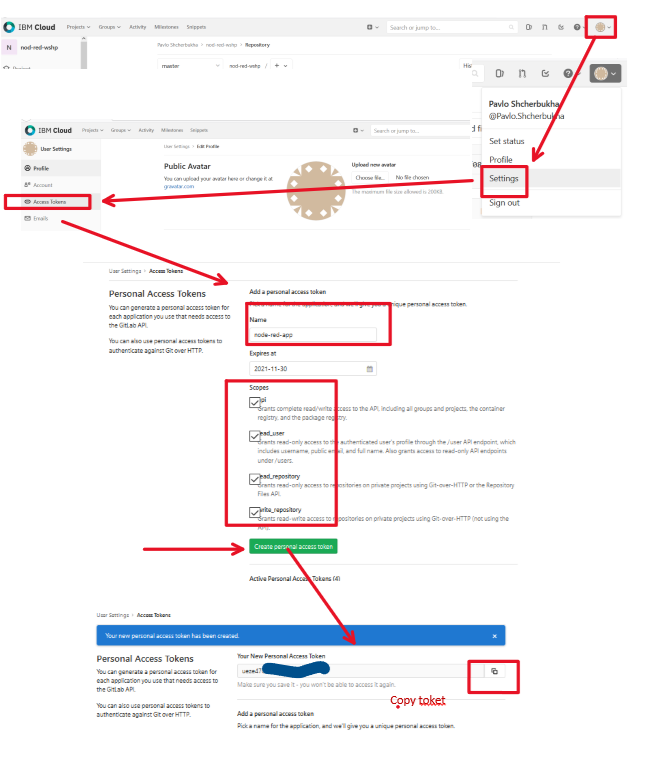 IBM Cloud Projects Groups Activity Milestones Snippets Search or jump to...
N nod-red-wshp
Pavlo Shcherbukha > nod-red-wshp > Repository
master nod-red-wshp / +
Pavlo Shcherbukha
@Pavlo.Shcherbukha
Set status
Profile
Settings
Sign out
IBM Cloud Projects Groups Activity Milestones Snippets Search or jump to...
User Settings
Profile
Account
Access Tokens
Emails
User Settings > Edit Profile
Public Avatar
You can upload your avatar here or change it at
gravatar.com
Upload new avatar
Choose file... No file chosen
The maximum file size allowed is 200KB.
User Settings > Access Tokens
Personal Access Tokens
You can generate a personal access token for
each application you use that needs access to
the GitLab API.
You can also use personal access tokens to
authenticate against Git over HTTP.
Add a personal access token
unique personal access token.
Name
node-red-app
Expires at
2021-11-30
Scopes
Grants complete read/write access to the API, including all groups and projects, the container
registry, and the package registry.
ead_user
Grants read-only access to the authenticated user's profile through the /user API endpoint, which
includes username, public email, and full name. Also grants access to read-only API endpoints
under /users.
ead_repository
Grants read-only access to repositories on private projects using Git-over-HTTP or the Repository
Files API.
write_repository
Grants read-write access to repositories on private projects using Git-over-HTTP (not using the
API).
Create personal access token
Active Personal Access Tokens (4)
User Settings > Access Tokens
Your new personal access token has been created. ×
Personal Access Tokens
You can generate a personal access token for
each application you use that needs access to
the GitLab API.
You can also use personal access tokens to
authenticate against Git over HTTP.
Your New Personal Access Token
Make sure you save it - you won't be able to access it again.
Copy toket
Add a personal access token
Pick a name for the application, and we'll give you a unique personal access token.